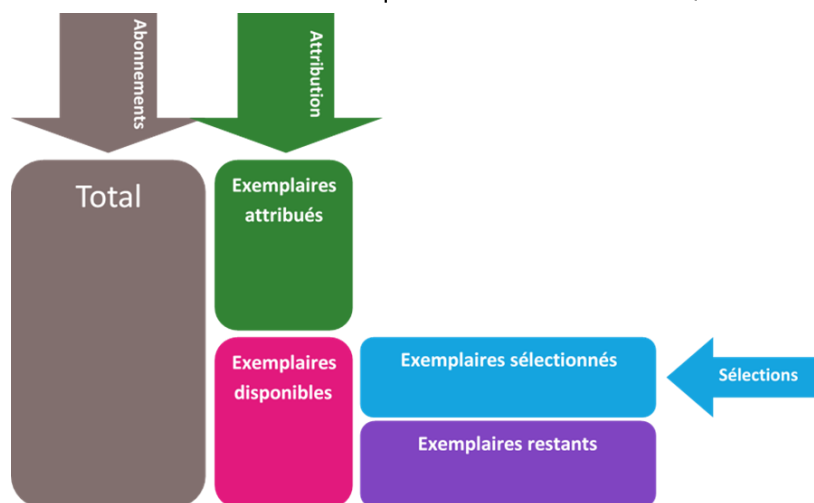 Abonnements
Attribution
Total
Exemplaires
attribués
Exemplaires
disponibles
Exemplaires sélectionnés
Sélections
Exemplaires restants